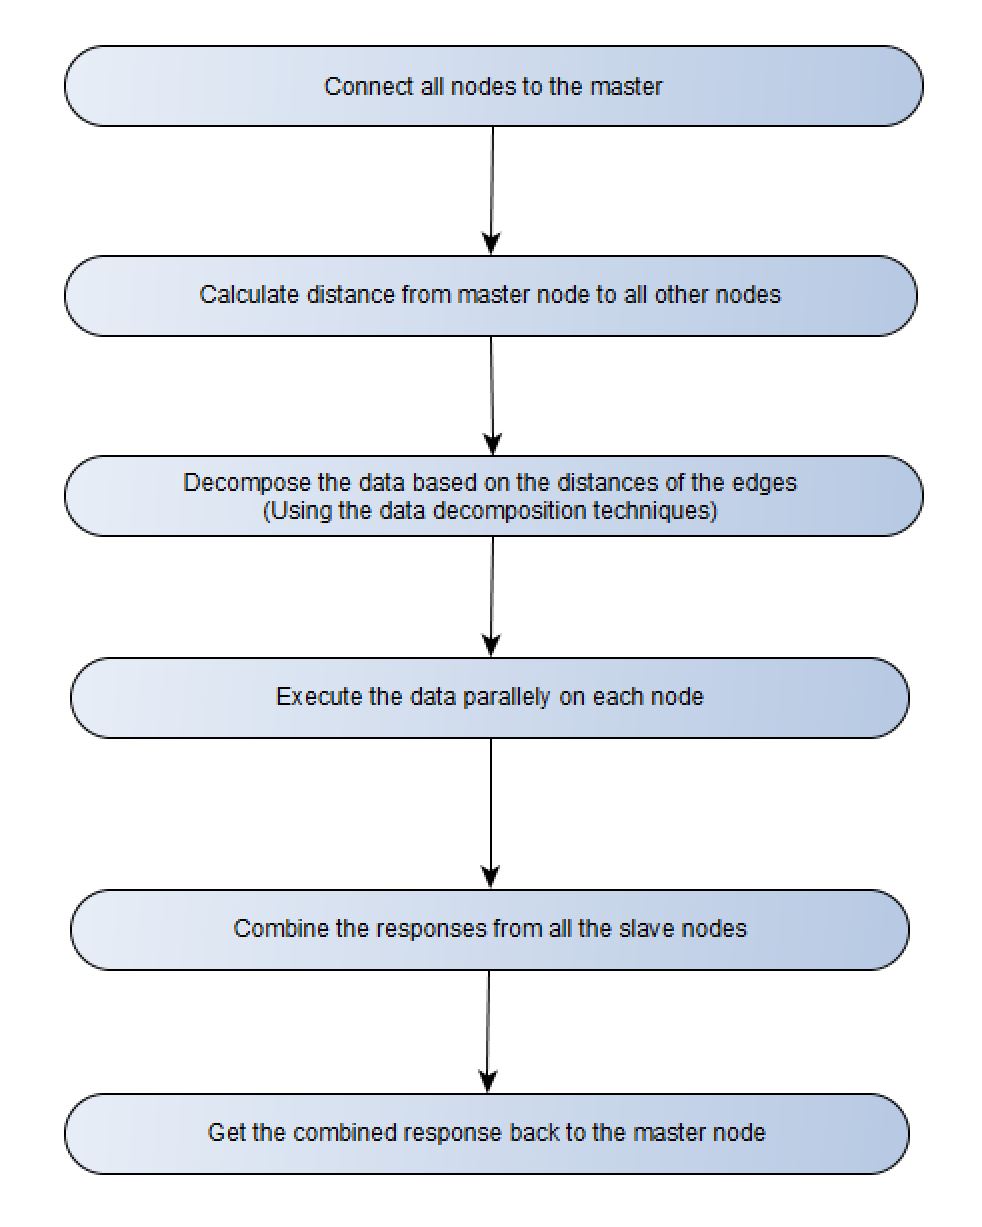 Connect all nodes to the master
Calculate distance from master node to all other nodes
Decompose the data based on the distances of the edges
(Using the data decomposition techniques)
Execute the data parallely on each node
Combine the responses from all the slave nodes
Get the combined response back to the master node